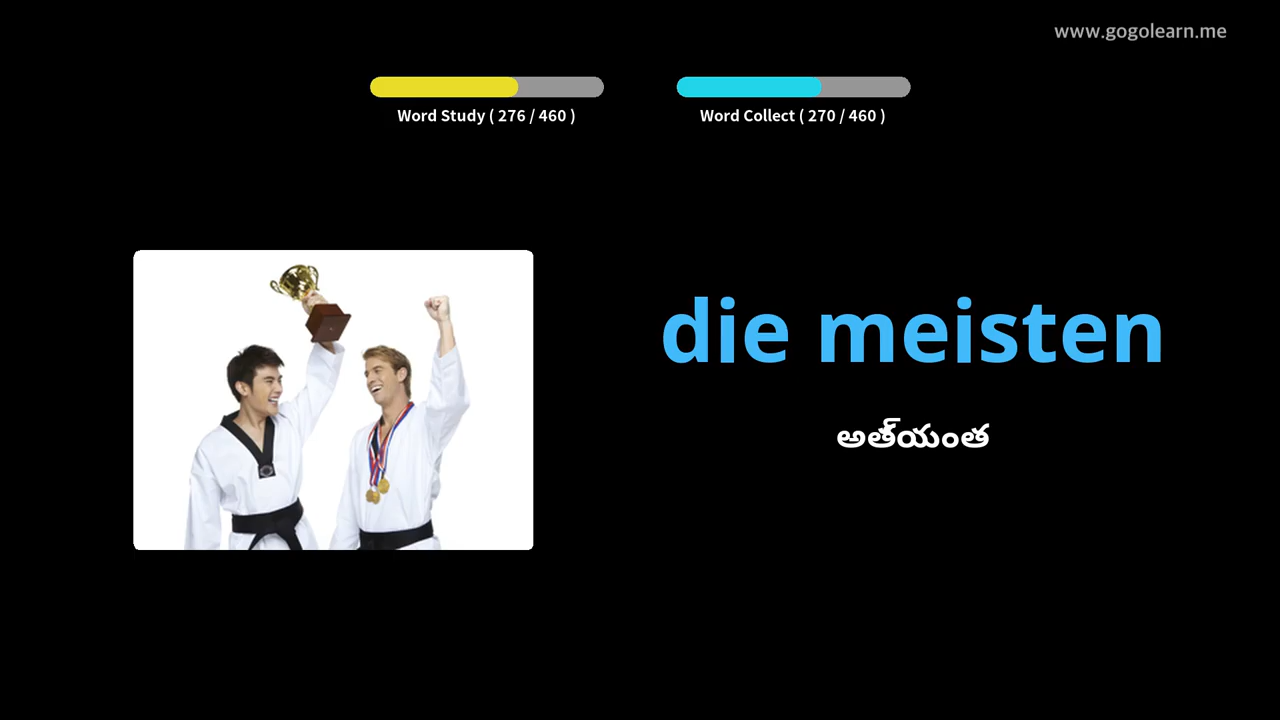 www.gogolearn.me
Word Study ( 276 / 460 )
Word Collect ( 270 / 460 )
die meisten
అత్యంత